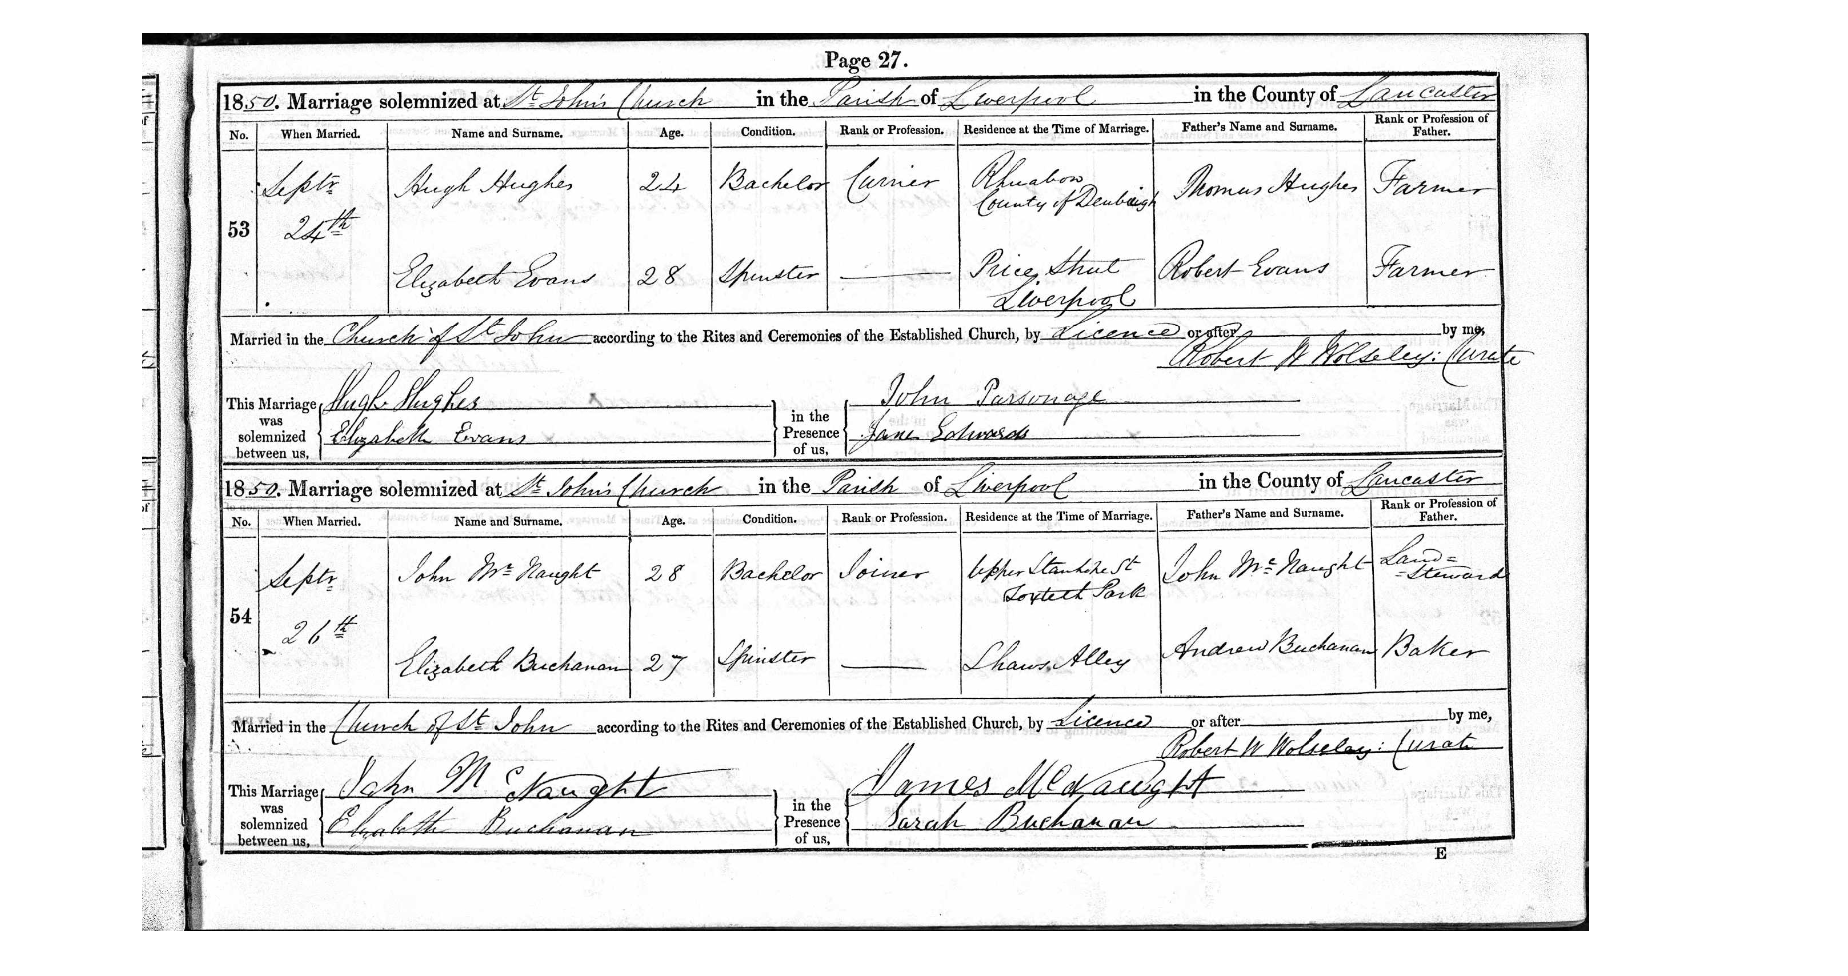 Page 27.
1850. Marriage solemnized at St. John's Church in the Parish of Liverpool in the County of Lancaster
No. When Married. Name and Surname. Age. Condition. Rank or Profession. Residence at the Time of Marriage. Father's Name and Surname. Rank or Profession of Father.
53 Septr 24th Hugh Hughes 24 Bachelor Currier Rhuabon County of Denbeigh Thomas Hughes Farmer
Elizabeth Evans 28 Spinster Price Street Liverpool Robert Evans Farmer
Married in the Church of St. John according to the Rites and Ceremonies of the Established Church, by Licence or after by me,
Robert W Wolseley: Curate
This Marriage was solemnized between us, Hugh Hughes Elizabeth Evans in the Presence of us, John Parsonage Jane Edwards
1850. Marriage solemnized at St. John's Church in the Parish of Liverpool in the County of Lancaster
No. When Married. Name and Surname. Age. Condition. Rank or Profession. Residence at the Time of Marriage. Father's Name and Surname. Rank or Profession of Father.
54 Septr 26th John Mc Naught 28 Bachelor Joiner Upper Stanhope St Toxteth Park John Mc Naught Land= =Steward
Elizabeth Buchanan 27 Spinster Shaws Alley Andrew Buchanan Baker
Married in the Church of St. John according to the Rites and Ceremonies of the Established Church, by Licence or after by me,
Robert W Wolseley: Curate
This Marriage was solemnized between us, John Mc Naught Elizabeth Buchanan in the Presence of us, James McNaught Sarah Buchanan
E